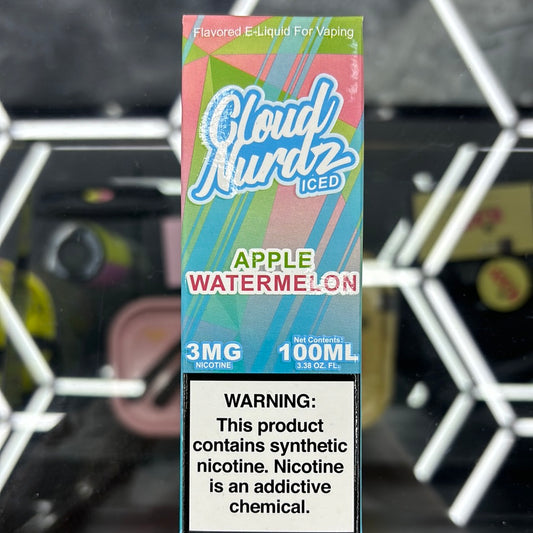 Flavored E-Liquid For Vaping
Cloud
Nurdz
ICED
APPLE
WATERMELON
3MG
NICOTINE
Net Contents:
100ML
3.38 OZ. FL.
WARNING:
This product
contains synthetic
nicotine. Nicotine
is an addictive
chemical.